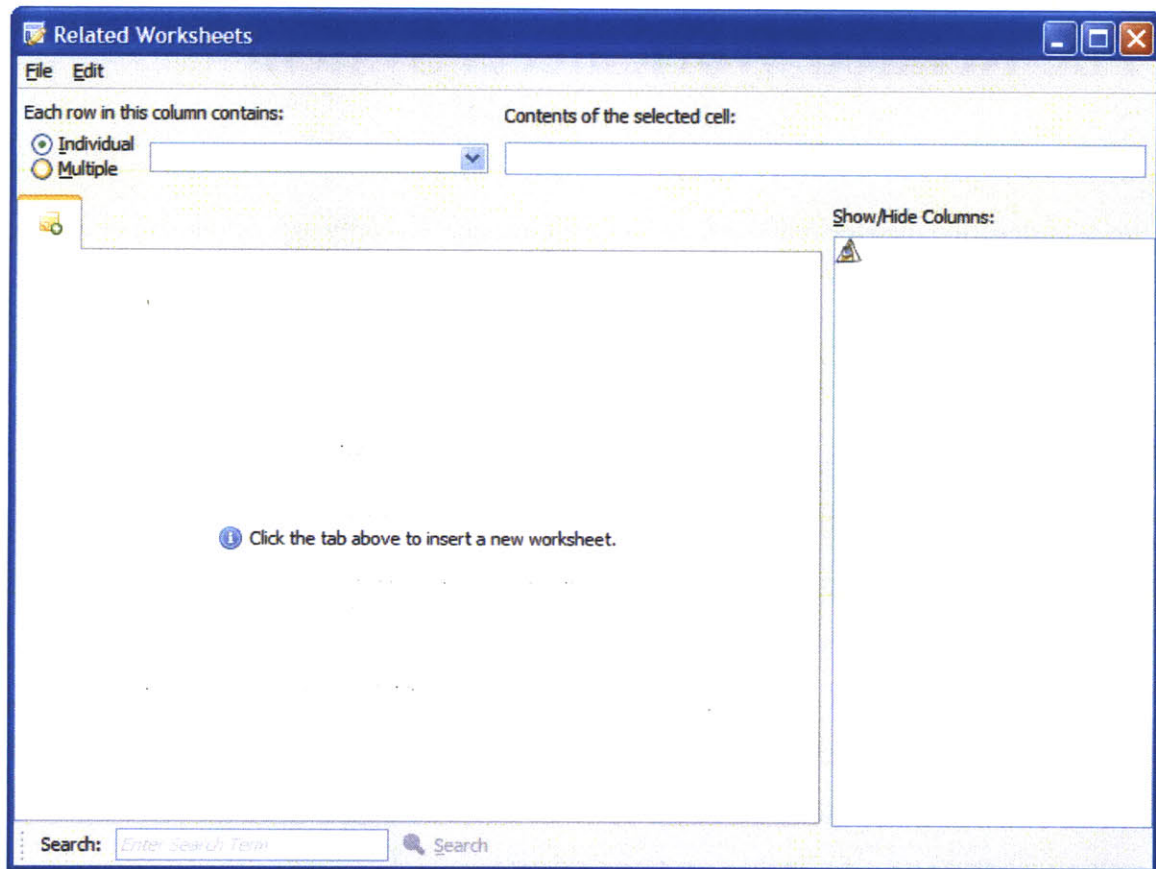 Related Worksheets
File Edit
Each row in this column contains:
Individual
Multiple
Contents of the selected cell:
Show/Hide Columns:
Click the tab above to insert a new worksheet.
Search: Enter Search Term Search